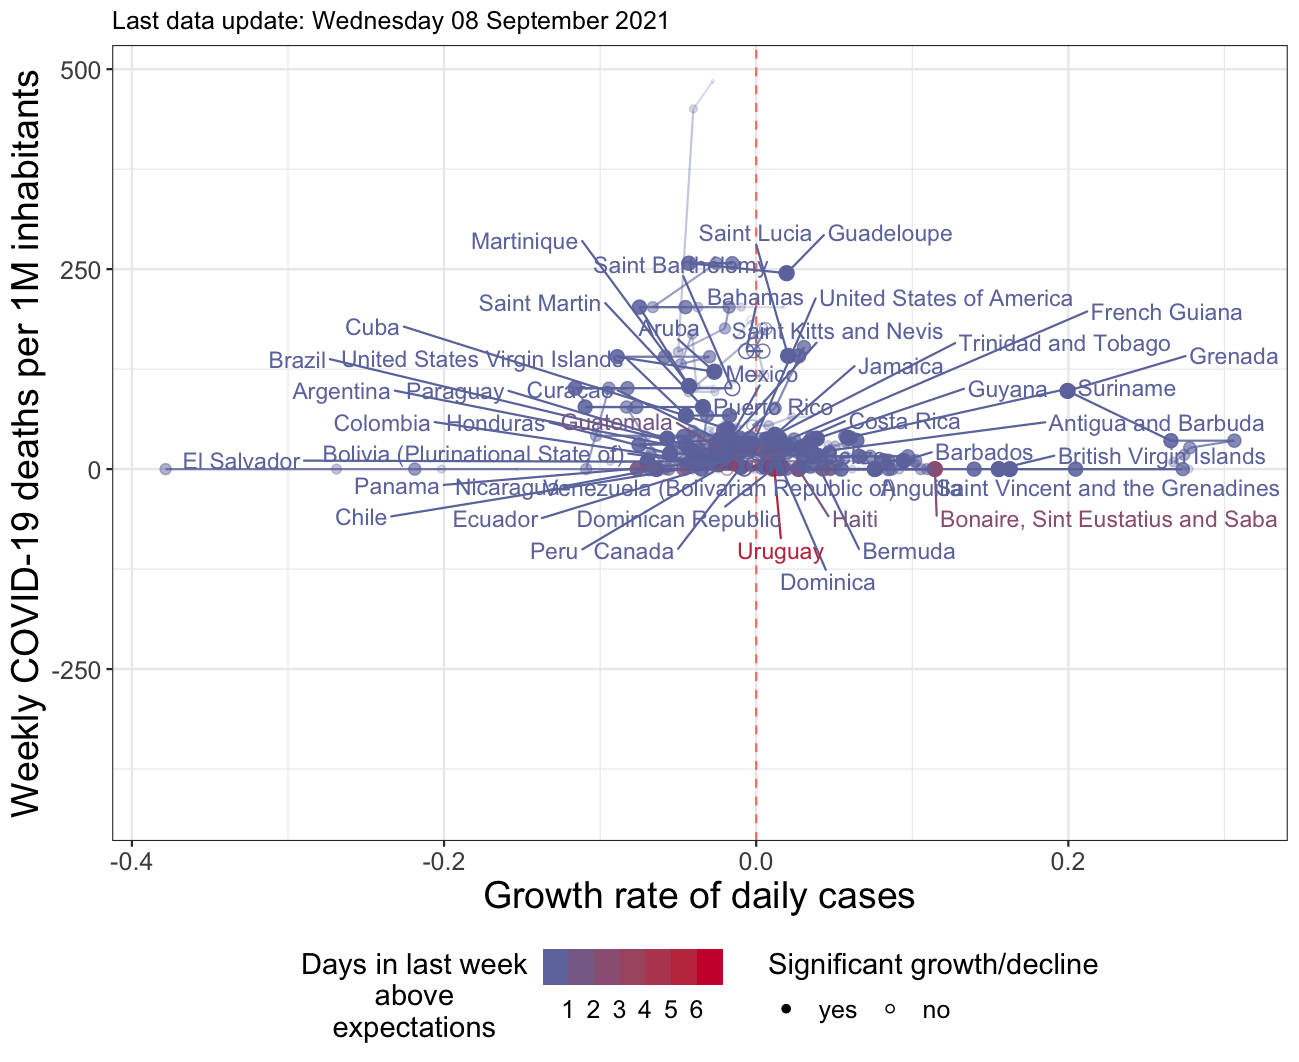 Last data update: Wednesday 08 September 2021
Weekly COVID-19 deaths per 1M inhabitants
500
250
0
-250
Saint Lucia
Guadeloupe
Martinique
Saint Barthelemy
Saint Martin
Bahamas
United States of America
French Guiana
Cuba
Aruba
Saint Kitts and Nevis
Trinidad and Tobago
Brazil
United States Virgin Islands
Mexico
Jamaica
Grenada
Argentina
Paraguay
Curacao
Guyana
Suriname
Puerto Rico
Colombia
Honduras
Guatemala
Costa Rica
Antigua and Barbuda
El Salvador
Bolivia (Plurinational State of)
Barbados
British Virgin Islands
Panama
Nicaragua
Venezuela (Bolivarian Republic of)
Anguilla
Saint Vincent and the Grenadines
Chile
Ecuador
Dominican Republic
Haiti
Bonaire, Sint Eustatius and Saba
Peru
Canada
Uruguay
Bermuda
Dominica
-0.4
-0.2
0.0
0.2
Growth rate of daily cases
Days in last week
above
expectations
1 2 3 4 5 6
Significant growth/decline
yes
no